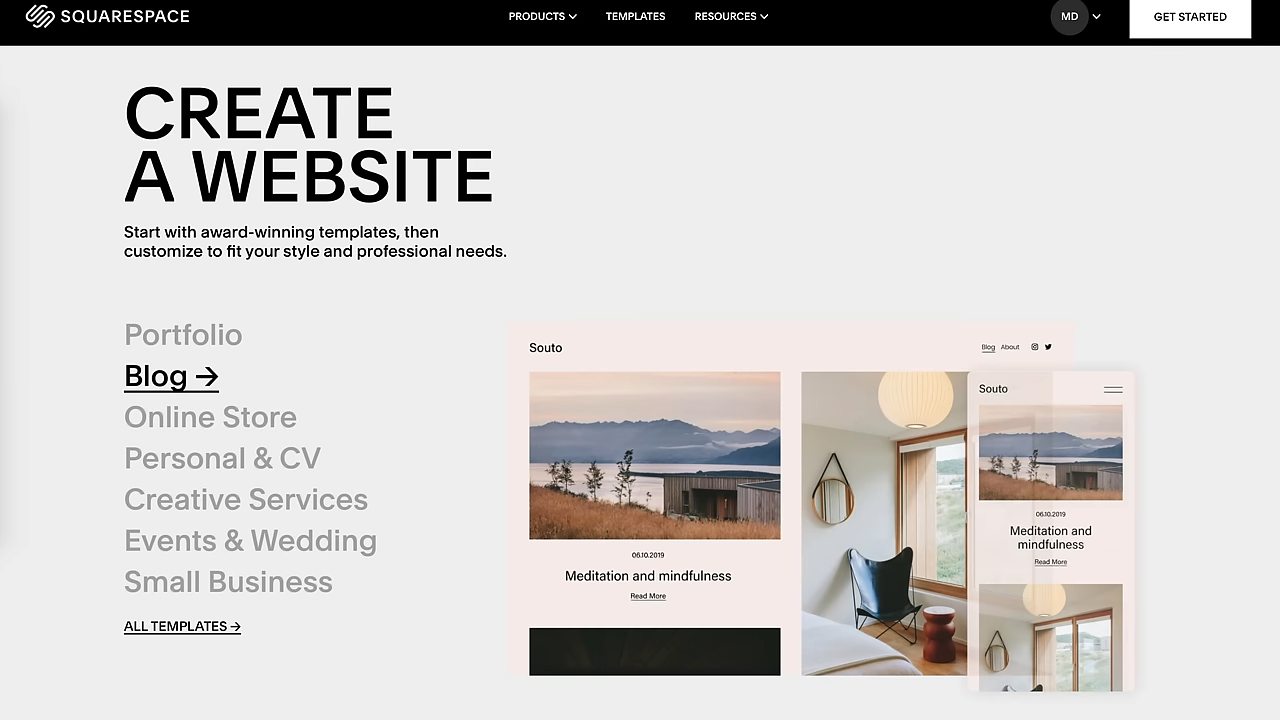 SQUARESPACE
PRODUCTS
TEMPLATES
RESOURCES
MD
GET STARTED
CREATE
A WEBSITE
Start with award-winning templates, then
customize to fit your style and professional needs.
Portfolio
Blog →
Online Store
Personal & CV
Creative Services
Events & Wedding
Small Business
ALL TEMPLATES →
Souto
Blog About
06.10.2019
Meditation and mindfulness
Read More
Souto
06.10.2019
Meditation and
mindfulness
Read More